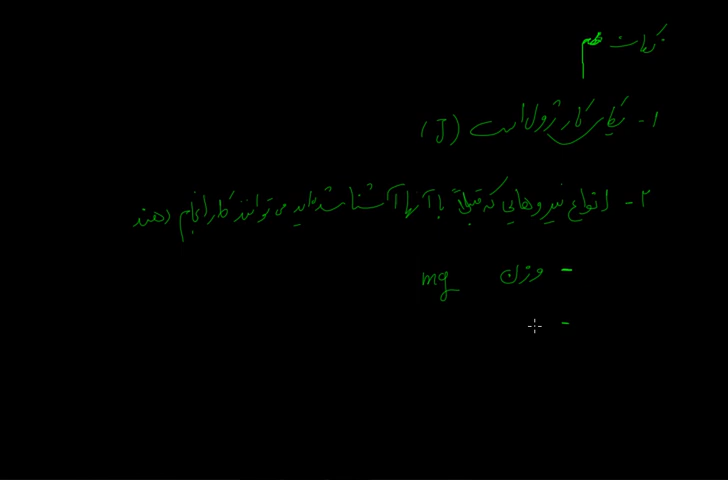 نکات مهم
۱- یکای کار ژول است (J)
۲- انواع نیروهایی که قبلاً با آنها آشنا شده‌اید می‌توانند کار انجام دهند
- وزن mg
-